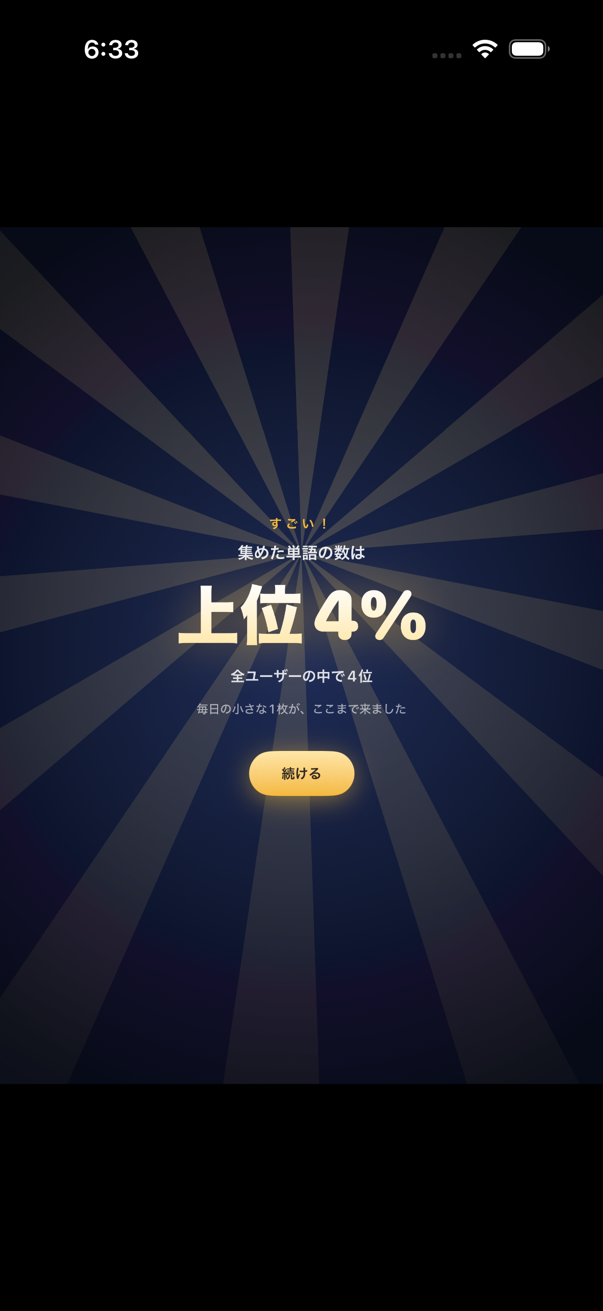 6:33
すごい！
集めた単語の数は
上位4%
全ユーザーの中で4位
毎日の小さな1枚が、ここまで来ました
続ける